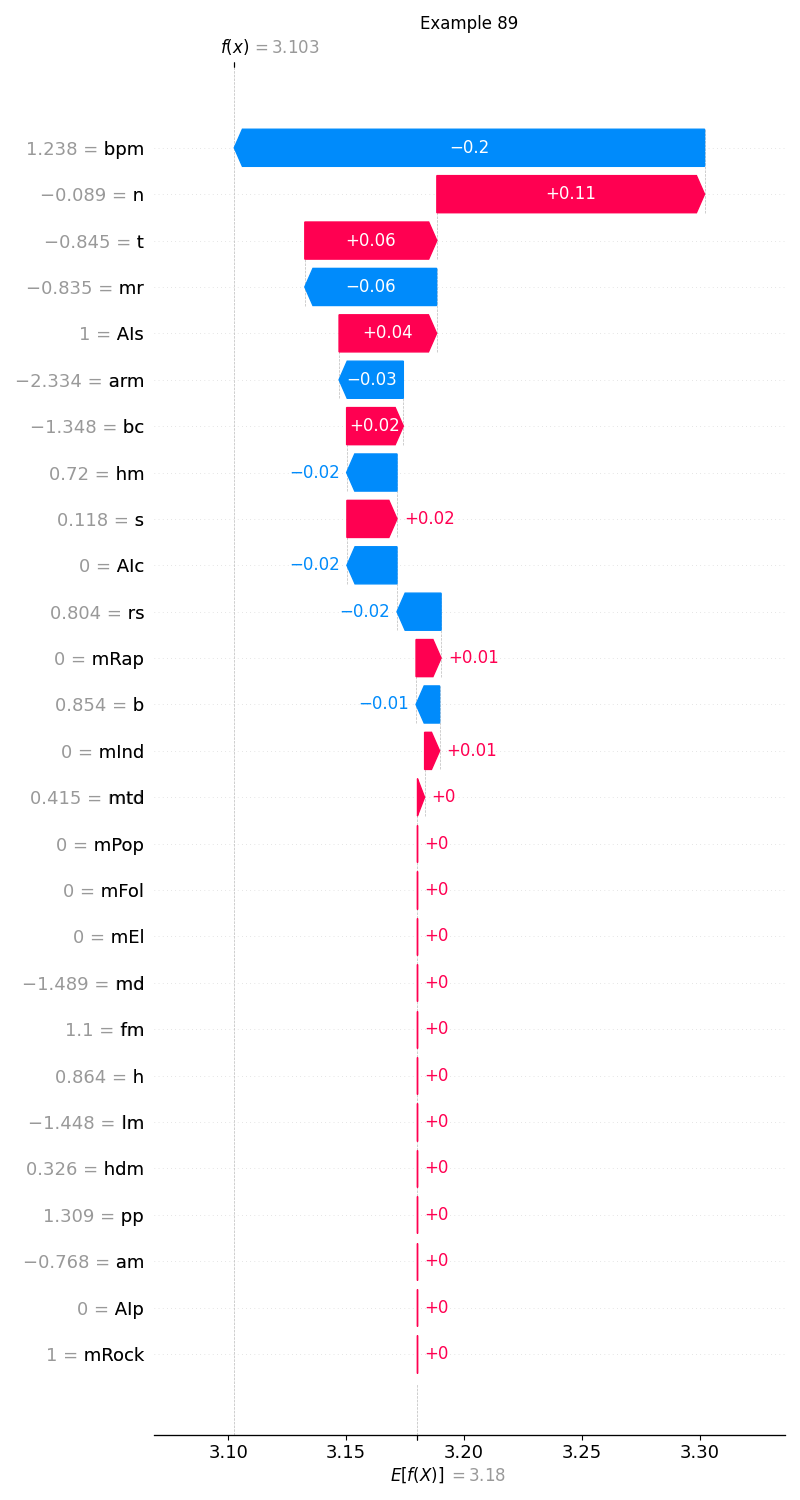 Example 89
f(x) = 3.103
1.238 = bpm −0.2
−0.089 = n +0.11
−0.845 = t +0.06
−0.835 = mr −0.06
1 = AIs +0.04
−2.334 = arm −0.03
−1.348 = bc +0.02
0.72 = hm −0.02
0.118 = s +0.02
0 = AIc −0.02
0.804 = rs −0.02
0 = mRap +0.01
0.854 = b −0.01
0 = mInd +0.01
0.415 = mtd +0
0 = mPop +0
0 = mFol +0
0 = mEl +0
−1.489 = md +0
1.1 = fm +0
0.864 = h +0
−1.448 = lm +0
0.326 = hdm +0
1.309 = pp +0
−0.768 = am +0
0 = AIp +0
1 = mRock +0
3.10 3.15 3.20 3.25 3.30
E[f(X)] = 3.18